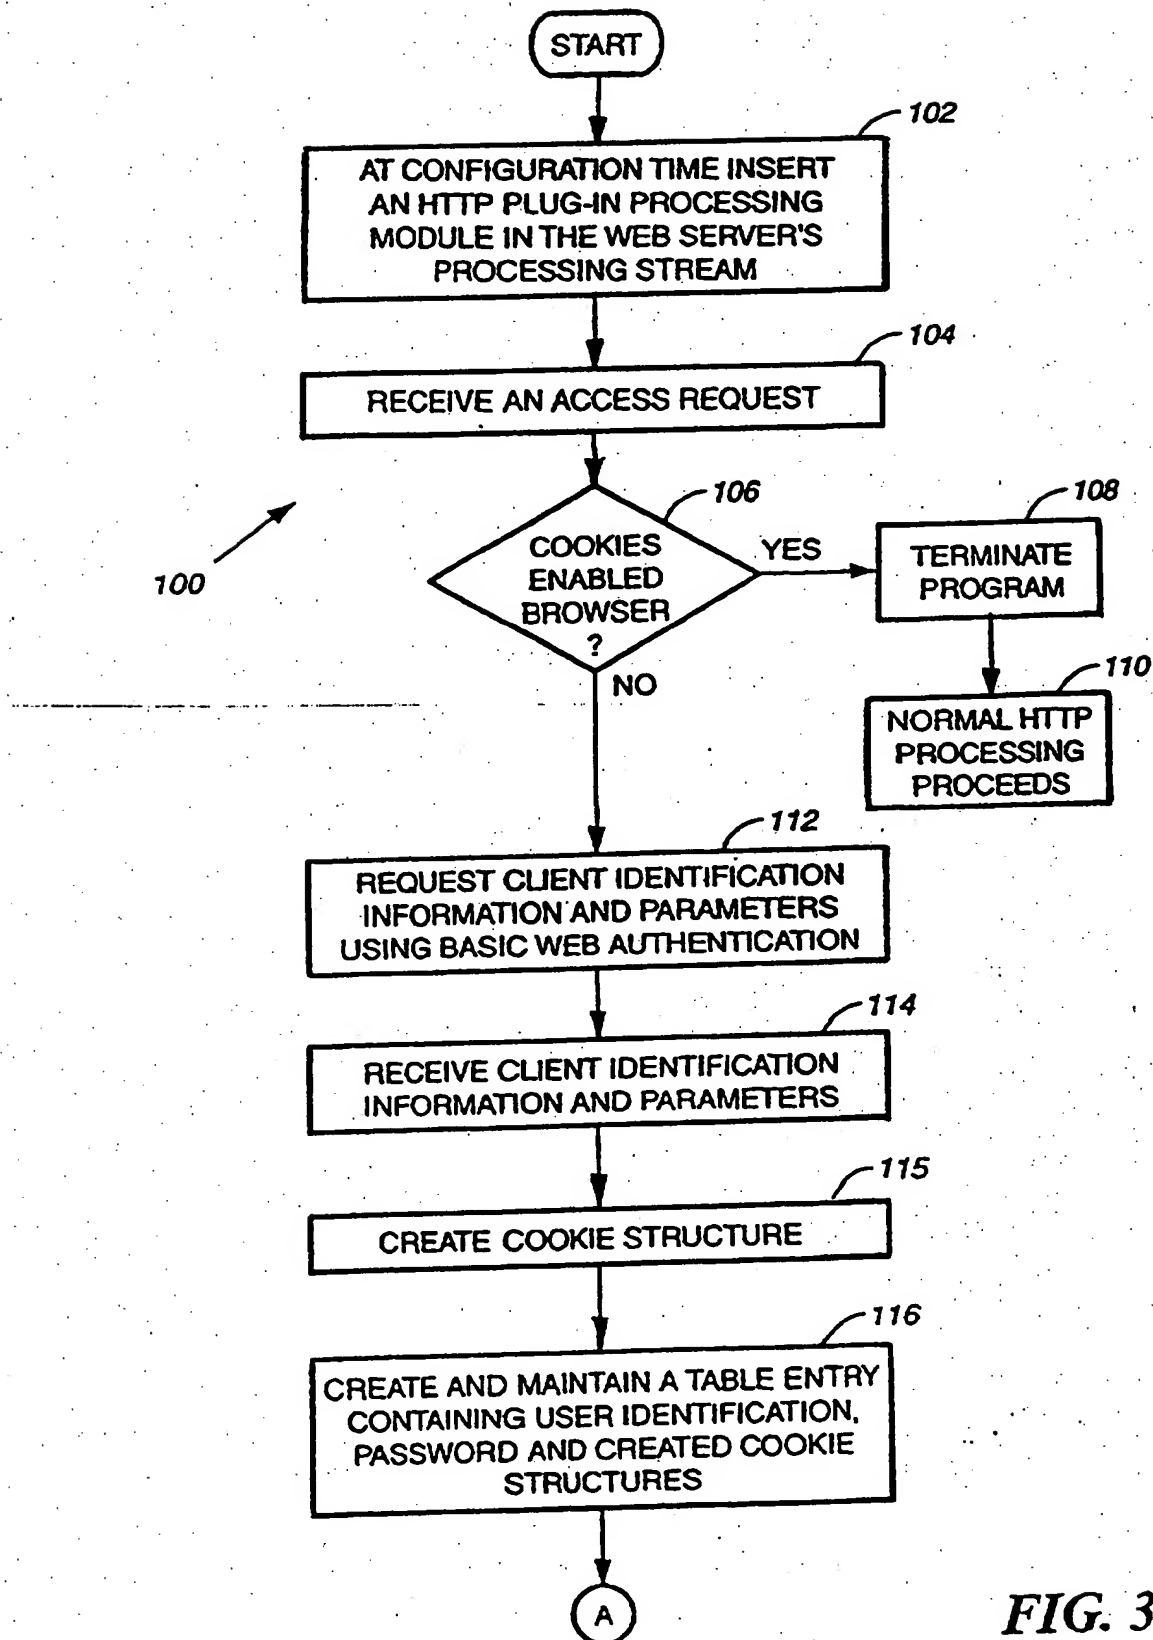 START
102
AT CONFIGURATION TIME INSERT
AN HTTP PLUG-IN PROCESSING
MODULE IN THE WEB SERVER'S
PROCESSING STREAM
104
RECEIVE AN ACCESS REQUEST
106
COOKIES
ENABLED
BROWSER
?
YES
108
TERMINATE
PROGRAM
100
NO
110
NORMAL HTTP
PROCESSING
PROCEEDS
112
REQUEST CLIENT IDENTIFICATION
INFORMATION AND PARAMETERS
USING BASIC WEB AUTHENTICATION
114
RECEIVE CLIENT IDENTIFICATION
INFORMATION AND PARAMETERS
115
CREATE COOKIE STRUCTURE
116
CREATE AND MAINTAIN A TABLE ENTRY
CONTAINING USER IDENTIFICATION,
PASSWORD AND CREATED COOKIE
STRUCTURES
A
FIG. 3